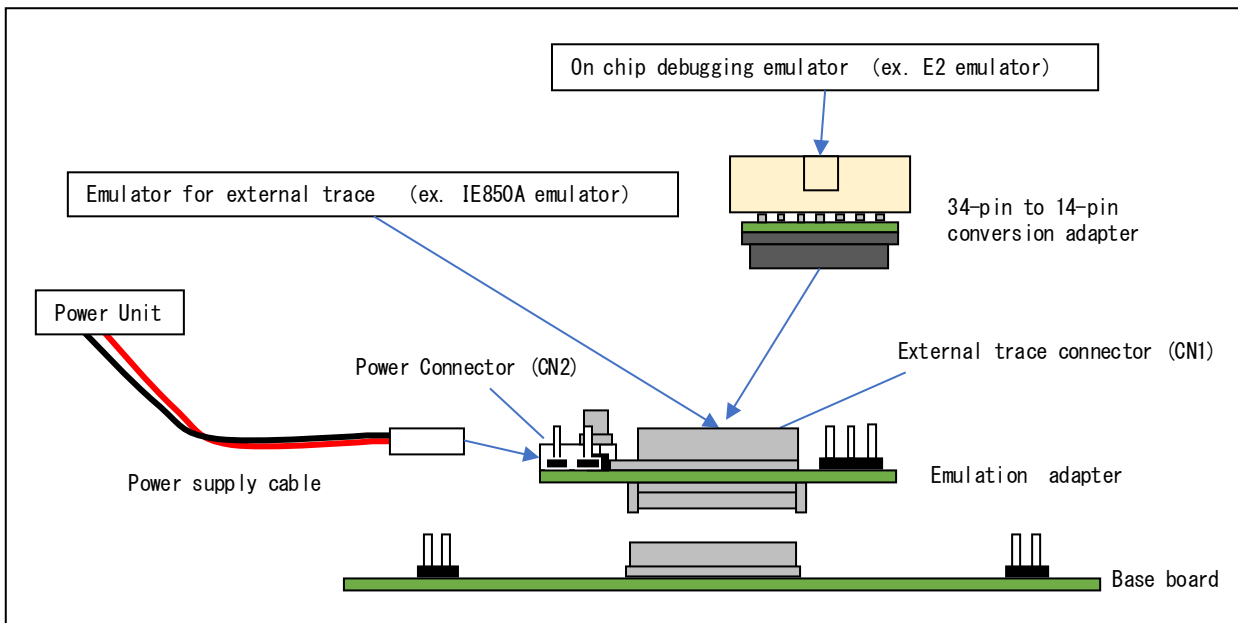 On chip debugging emulator (ex. E2 emulator)
Emulator for external trace (ex. IE850A emulator)
34-pin to 14-pin
conversion adapter
Power Unit
External trace connector (CN1)
Power Connector (CN2)
Power supply cable
Emulation adapter
Base board